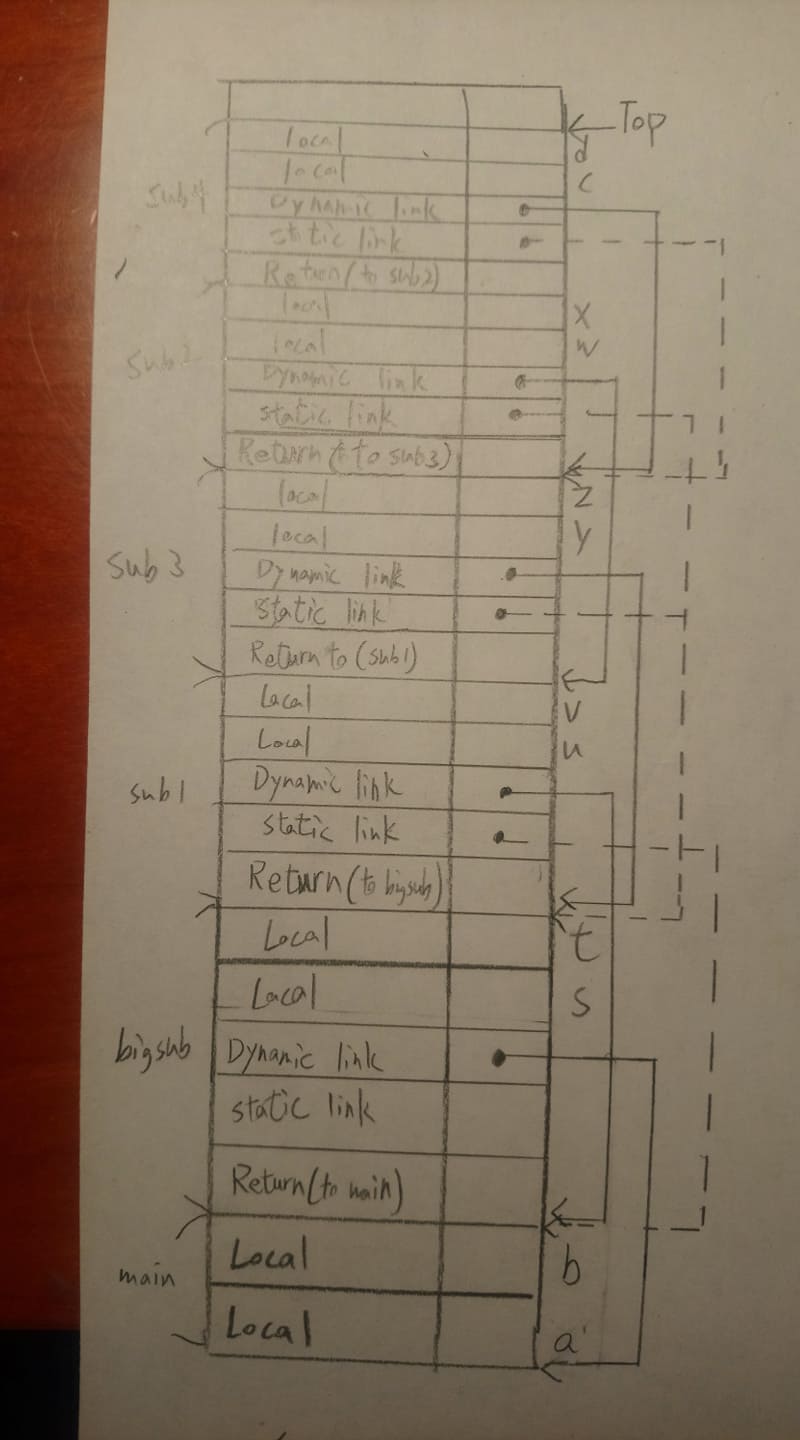 Top
local d
local c
sub4 Dynamic link
static link
Return(to sub2)
local x
local w
sub2 Dynamic link
static link
Return(to sub3)
local z
local y
sub3 Dynamic link
static link
Return to (sub1)
Local v
Local u
sub1 Dynamic link
static link
Return(to bigsub)
Local t
Local s
bigsub Dynamic link
static link
Return(to main)
Local b
main
Local a